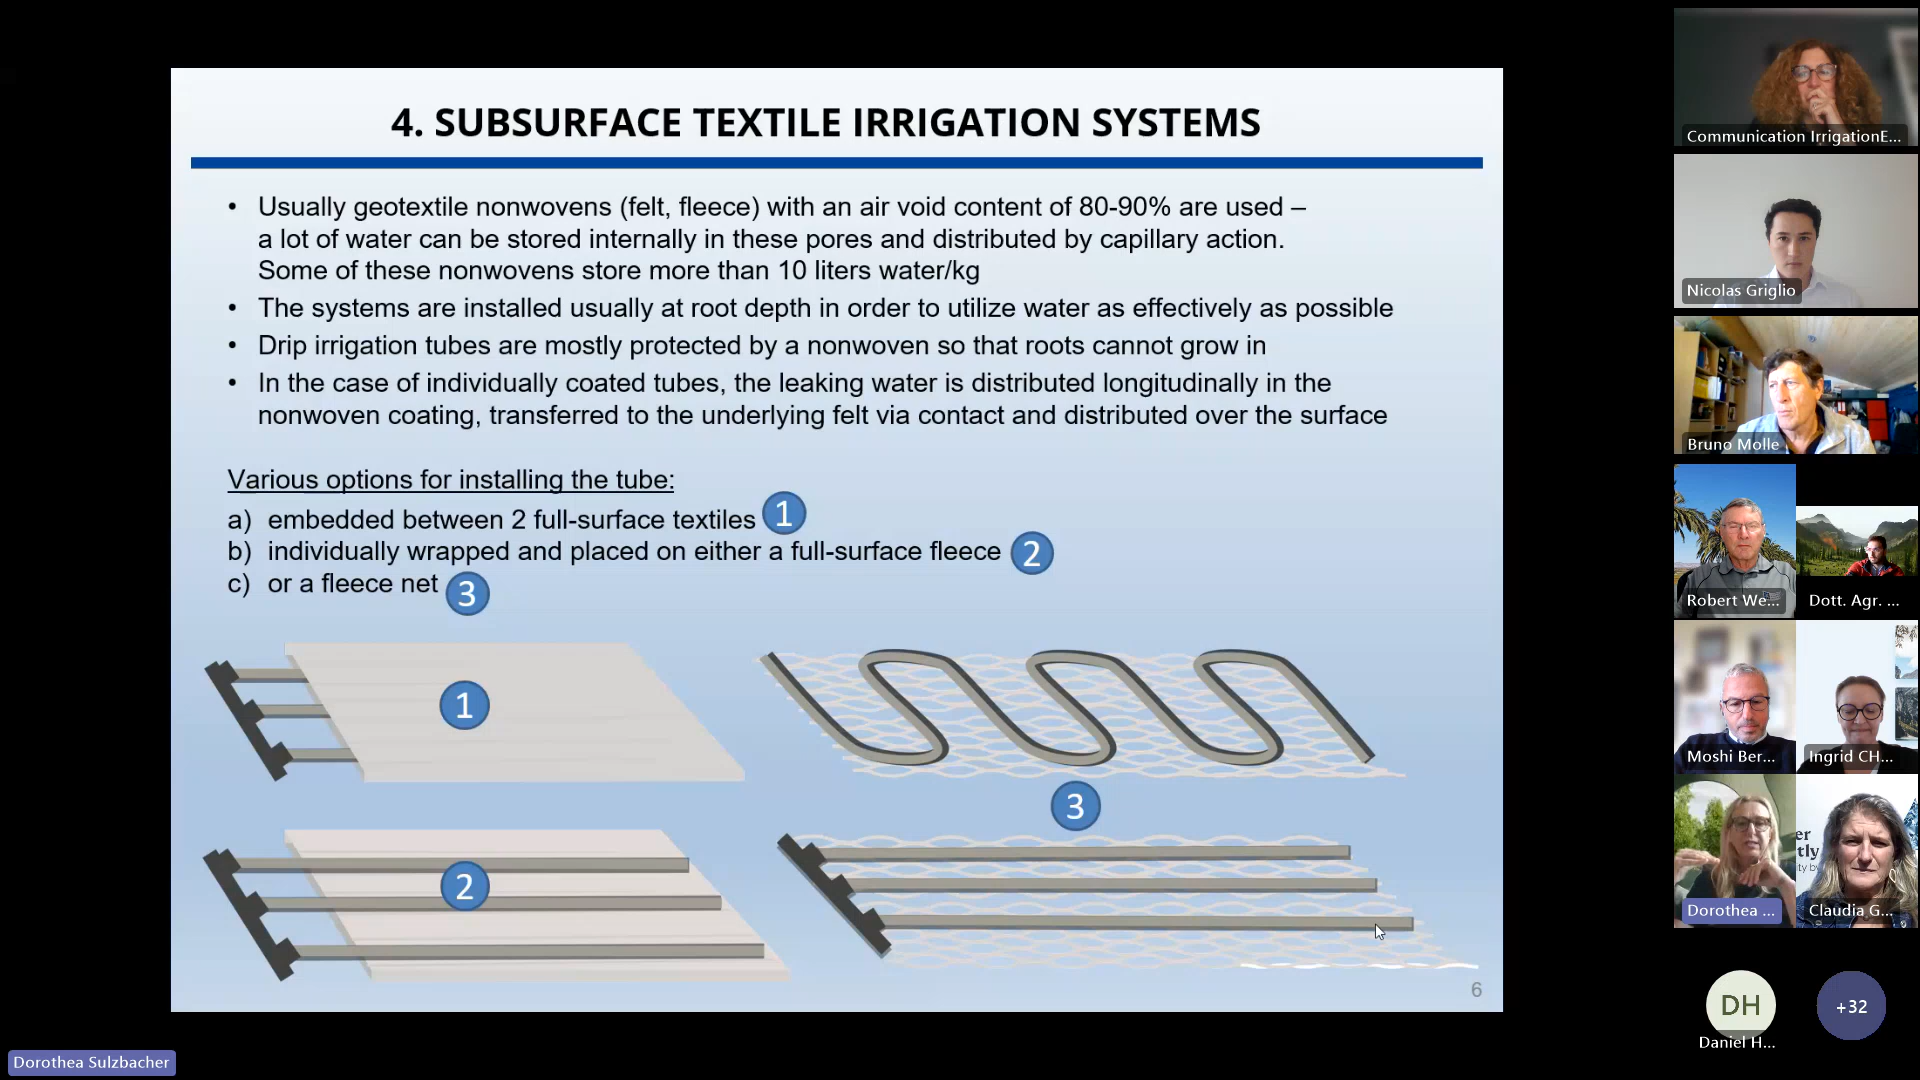 4. SUBSURFACE TEXTILE IRRIGATION SYSTEMS
• Usually geotextile nonwovens (felt, fleece) with an air void content of 80-90% are used –
a lot of water can be stored internally in these pores and distributed by capillary action.
Some of these nonwovens store more than 10 liters water/kg
• The systems are installed usually at root depth in order to utilize water as effectively as possible
• Drip irrigation tubes are mostly protected by a nonwoven so that roots cannot grow in
• In the case of individually coated tubes, the leaking water is distributed longitudinally in the
nonwoven coating, transferred to the underlying felt via contact and distributed over the surface
Various options for installing the tube:
a) embedded between 2 full-surface textiles 1
b) individually wrapped and placed on either a full-surface fleece 2
c) or a fleece net 3
1
3
2
6
Dorothea Sulzbacher
Communication IrrigationE...
Nicolas Griglio
Bruno Molle
Robert We...
Dott. Agr. ...
Moshi Ber...
Ingrid CH...
er
tly
ity by
Dorothea ...
Claudia G...
DH
+32
Daniel H...